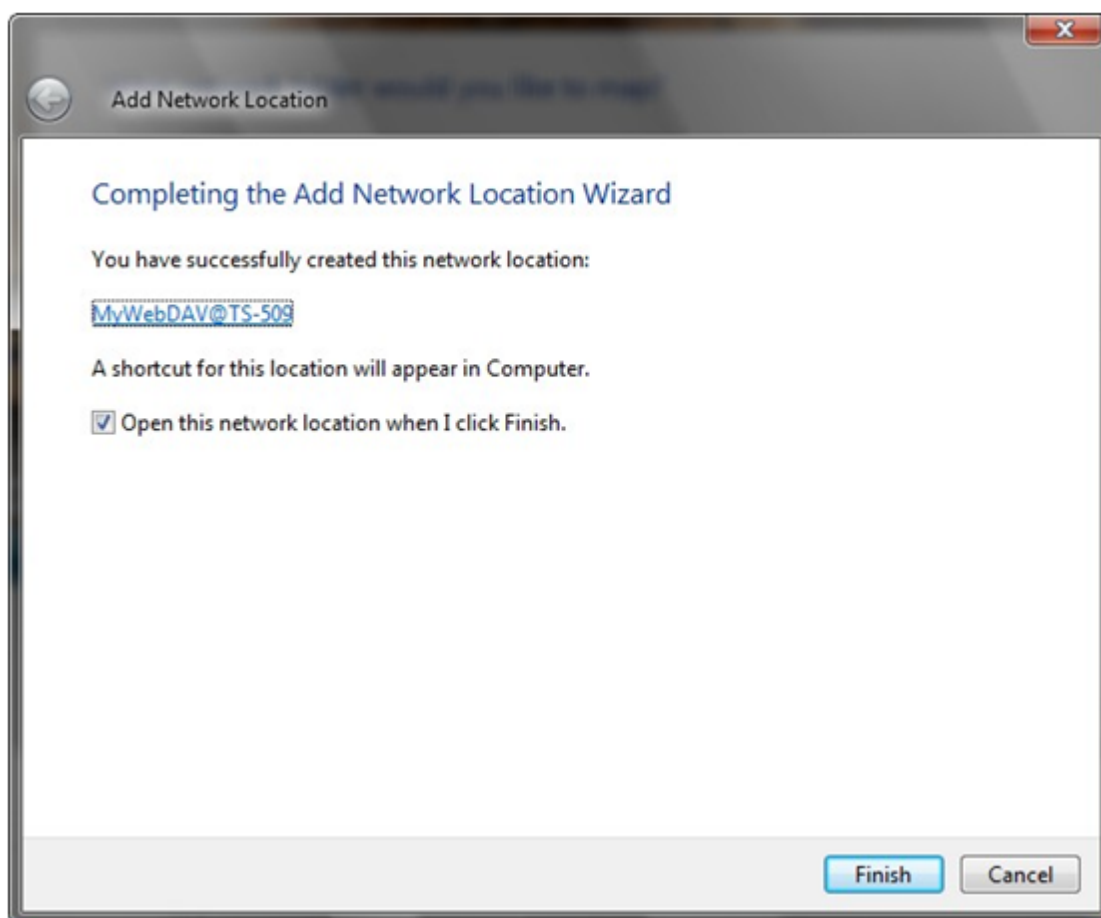 Add Network Location
Completing the Add Network Location Wizard
You have successfully created this network location:
MyWebDAV@TS-509
A shortcut for this location will appear in Computer.
Open this network location when I click Finish.
Finish
Cancel